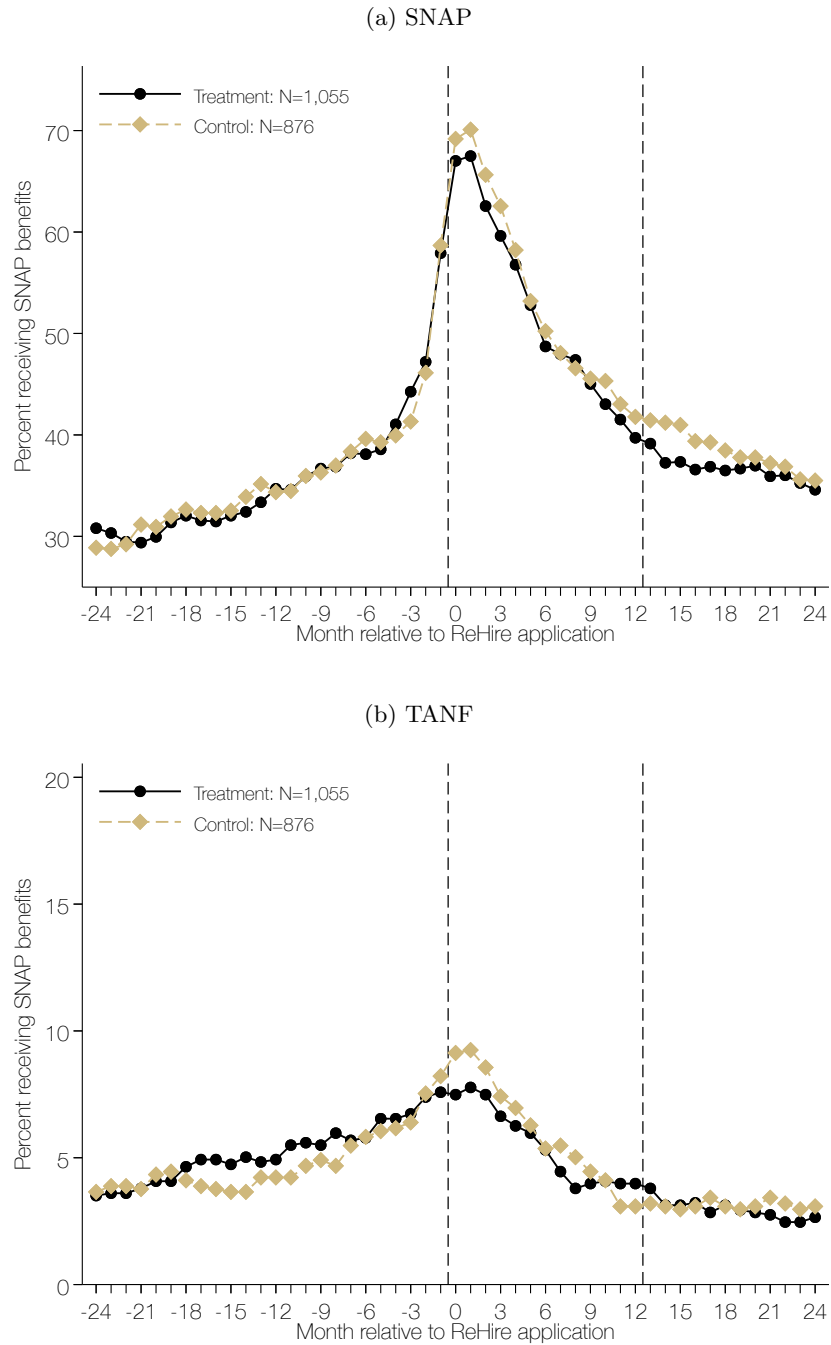 (a) SNAP
Treatment: N=1,055
Control: N=876
Percent receiving SNAP benefits
70
60
50
40
30
-24 -21 -18 -15 -12 -9 -6 -3 0 3 6 9 12 15 18 21 24
Month relative to ReHire application
(b) TANF
Treatment: N=1,055
Control: N=876
Percent receiving SNAP benefits
20
15
10
5
0
-24 -21 -18 -15 -12 -9 -6 -3 0 3 6 9 12 15 18 21 24
Month relative to ReHire application